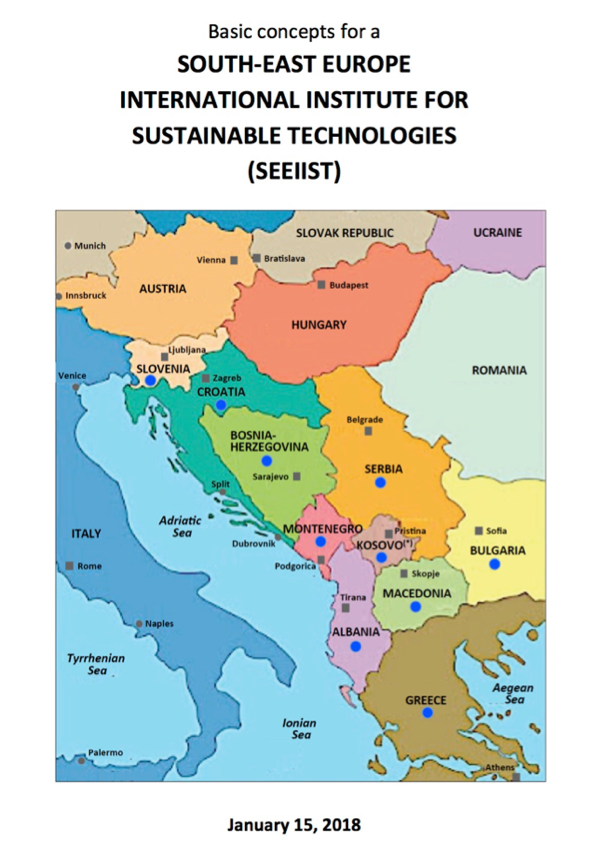 Basic concepts for a
SOUTH-EAST EUROPE
INTERNATIONAL INSTITUTE FOR
SUSTAINABLE TECHNOLOGIES
(SEEIIST)
SLOVAK REPUBLIC
UCRAINE
Munich
Vienna
Bratislava
Budapest
AUSTRIA
Innsbruck
HUNGARY
Ljubljana
SLOVENIA
ROMANIA
Venice
Zagreb
CROATIA
Belgrade
BOSNIA-
HERZEGOVINA
Sarajevo
SERBIA
Split
Adriatic
Sea
MONTENEGRO
Pristina
Sofia
ITALY
Dubrovnik
KOSOVO(*)
BULGARIA
Rome
Podgorica
Skopje
MACEDONIA
Tirana
Naples
ALBANIA
Tyrrhenian
Sea
Aegean
Sea
GREECE
Ionian
Sea
Palermo
Athens
January 15, 2018